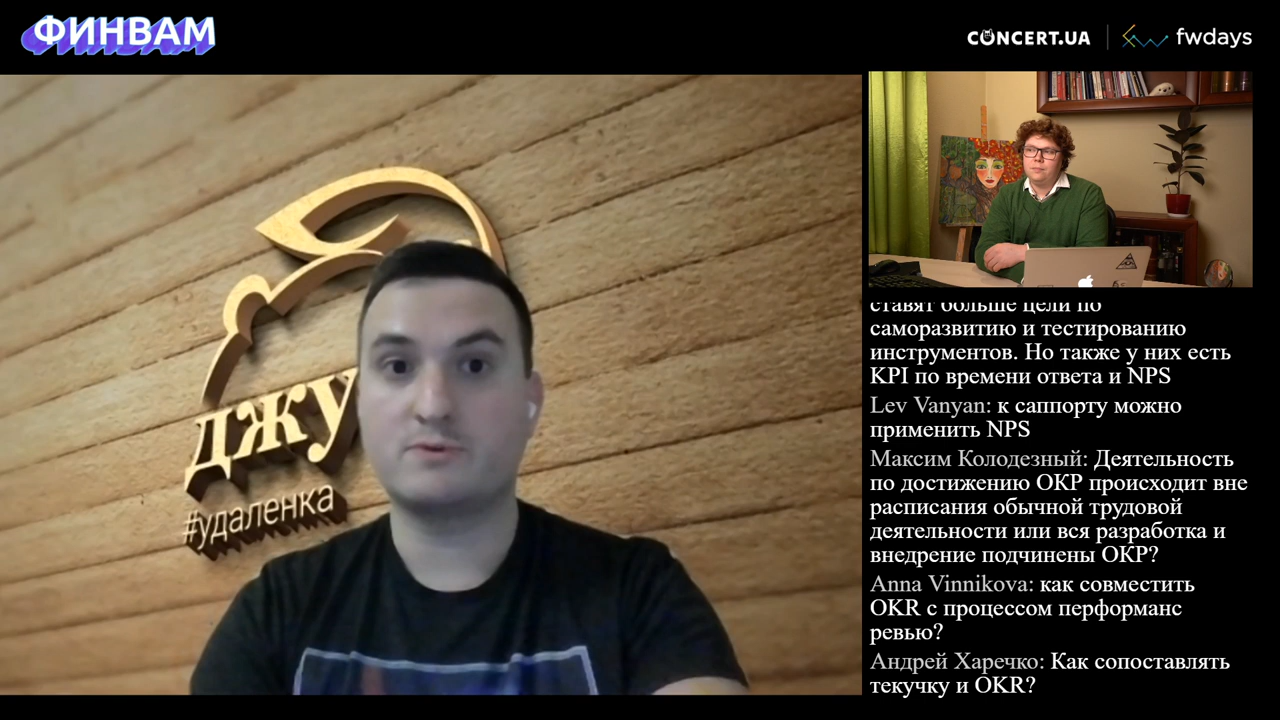 ФИНВАМ
CONCERT.UA
fwdays
джу
#удаленка
ставят больше цели по
саморазвитию и тестированию
инструментов. Но также у них есть
KPI по времени ответа и NPS
Lev Vanyan: к саппорту можно
применить NPS
Максим Колодезный: Деятельность
по достижению ОКР происходит вне
расписания обычной трудовой
деятельности или вся разработка и
внедрение подчинены ОКР?
Anna Vinnikova: как совместить
OKR с процессом перформанс
ревью?
Андрей Харечко: Как сопоставлять
текучку и OKR?